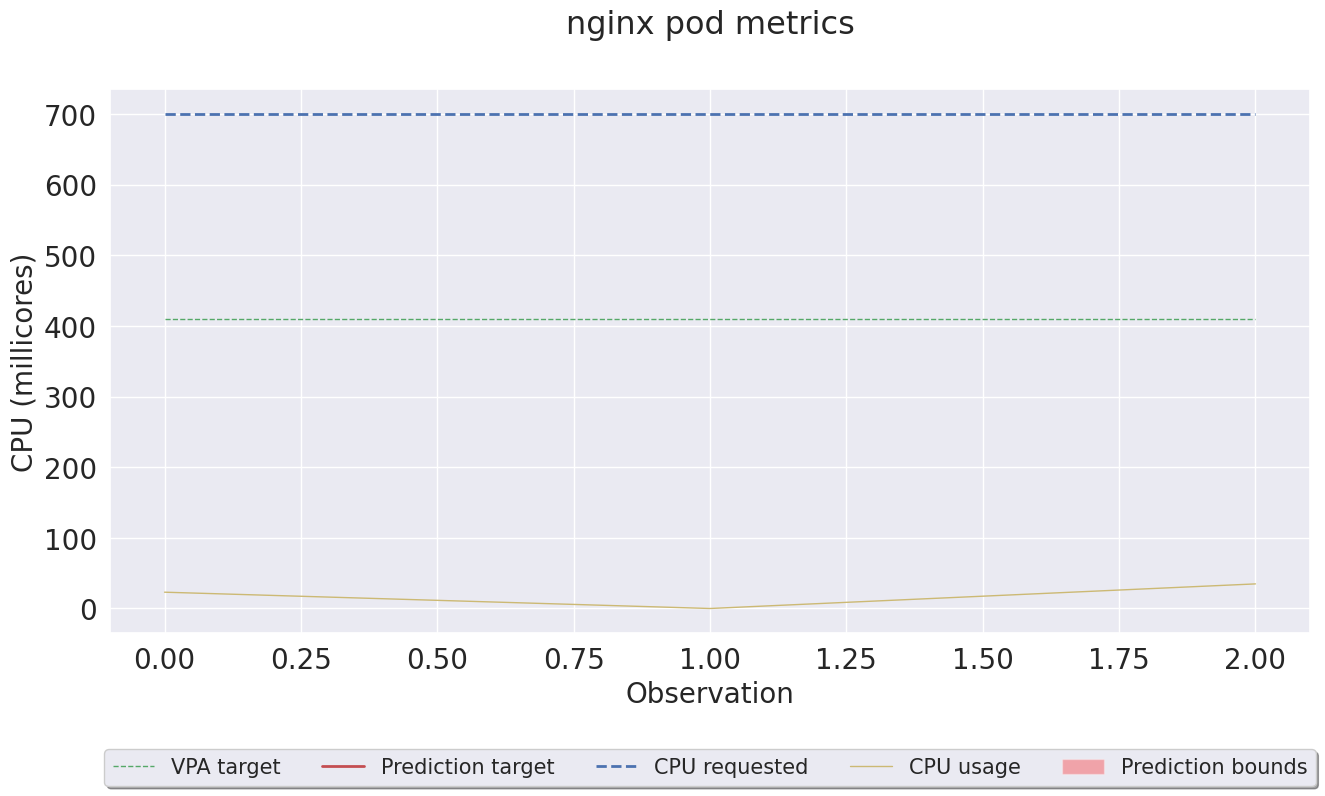 nginx pod metrics
700
600
500
400
300
200
100
0
CPU (millicores)
0.00 0.25 0.50 0.75 1.00 1.25 1.50 1.75 2.00
Observation
VPA target Prediction target CPU requested CPU usage Prediction bounds